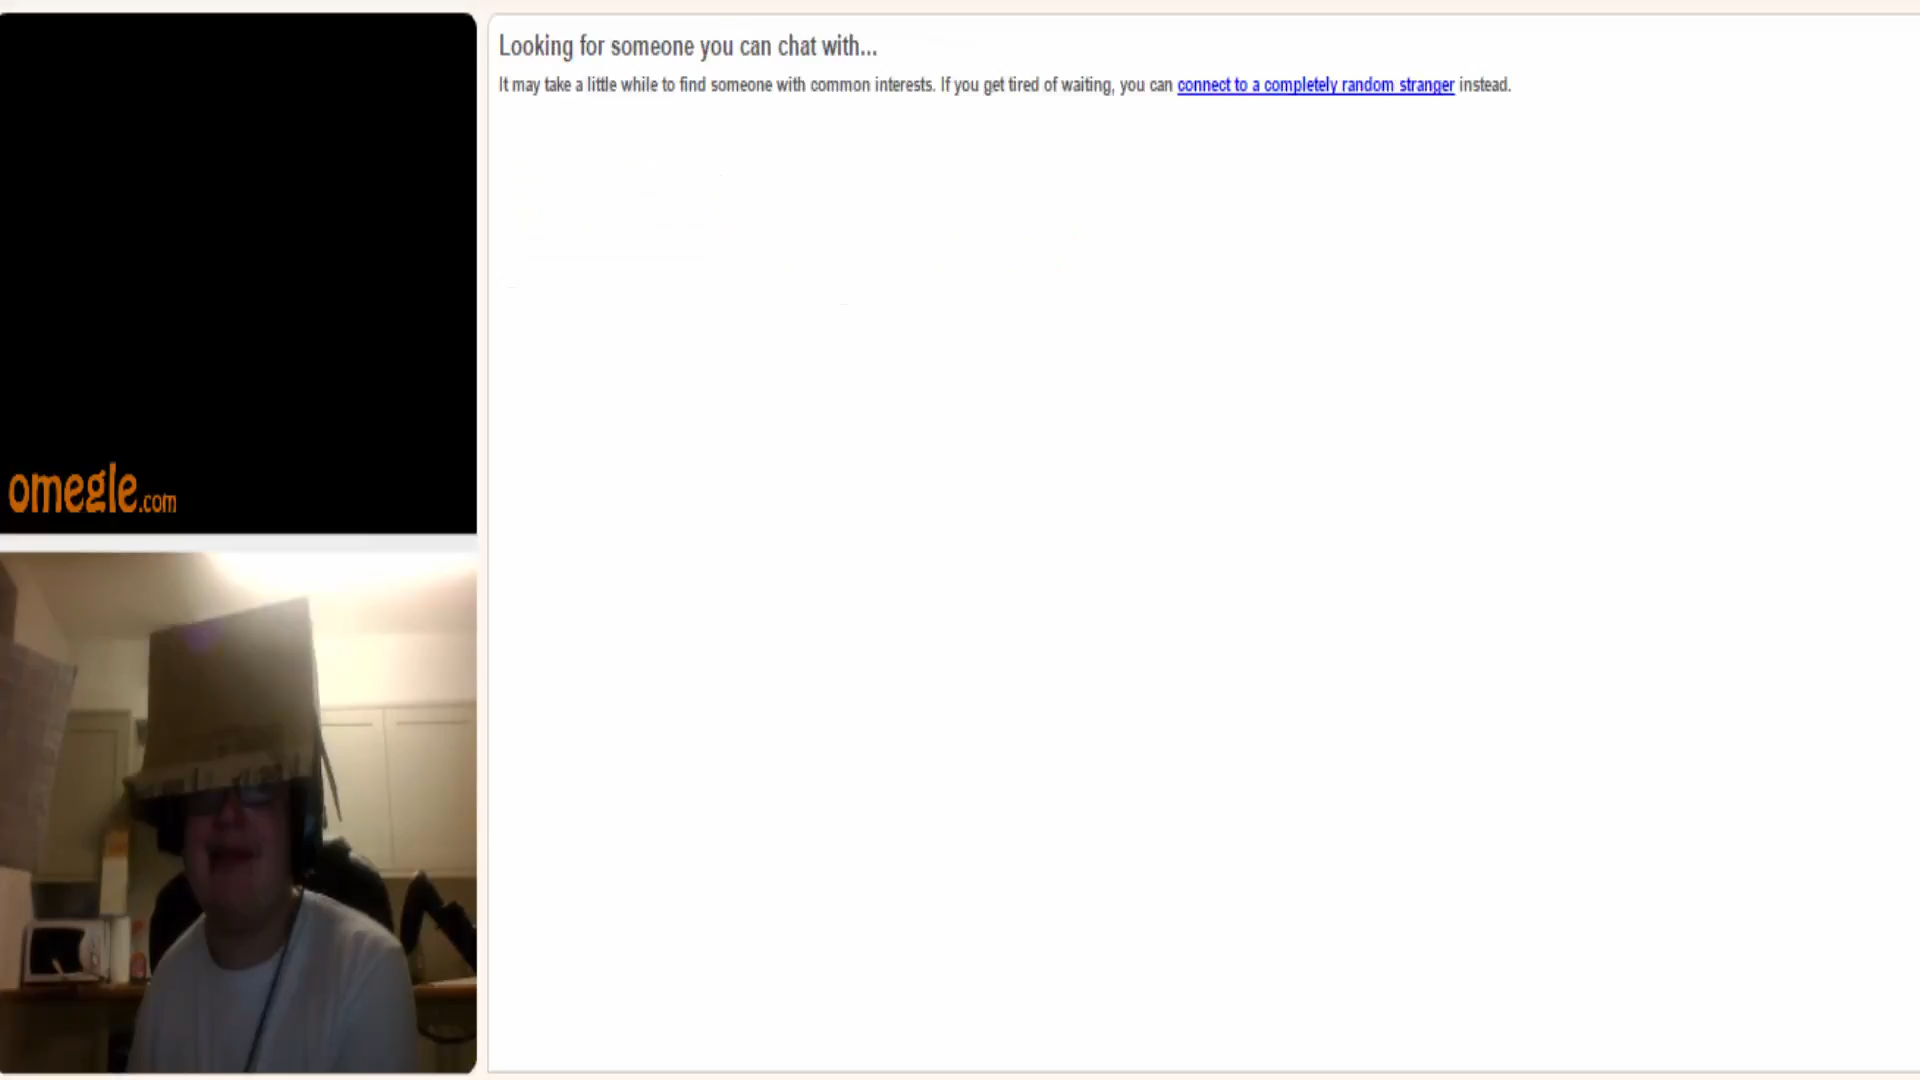 Looking for someone you can chat with...
It may take a little while to find someone with common interests. If you get tired of waiting, you can connect to a completely random stranger instead.
omegle.com